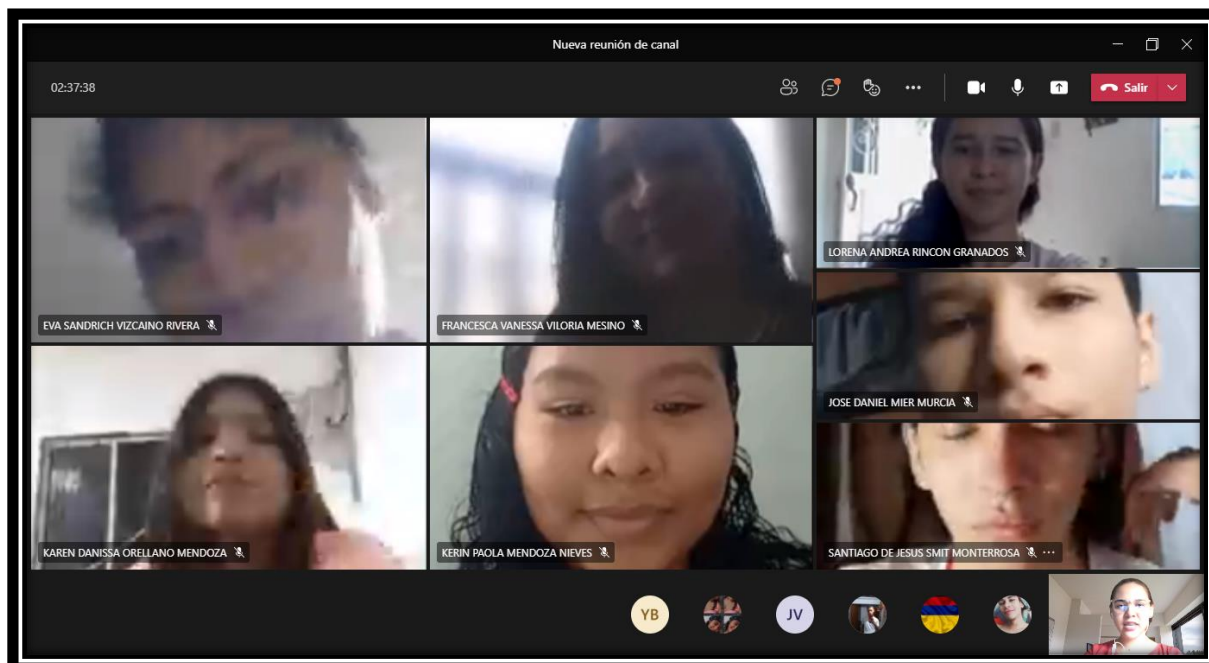 Nueva reunión de canal
02:37:38
Salir
EVA SANDRICH VIZCAINO RIVERA
FRANCESCA VANESSA VILORIA MESINO
LORENA ANDREA RINCON GRANADOS
JOSE DANIEL MIER MURCIA
KAREN DANISSA ORELLANO MENDOZA
KERIN PAOLA MENDOZA NIEVES
SANTIAGO DE JESUS SMIT MONTERROSA
YB
JV